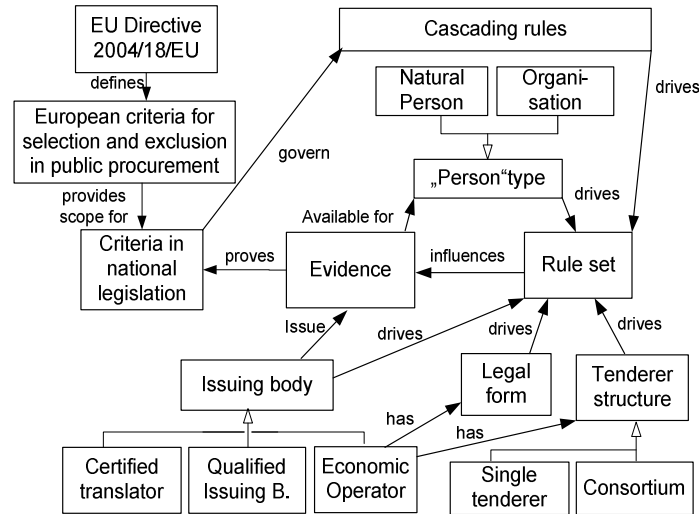 EU Directive
2004/18/EU
Cascading rules
defines
Natural
Person
Organi-
sation
drives
European criteria for
selection and exclusion
in public procurement
govern
„Person“type
provides
scope for
Available for
drives
Criteria in
national
legislation
proves
Evidence
influences
Rule set
Issue
drives
drives
drives
Issuing body
Legal
form
Tenderer
structure
has
has
Certified
translator
Qualified
Issuing B.
Economic
Operator
Single
tenderer
Consortium